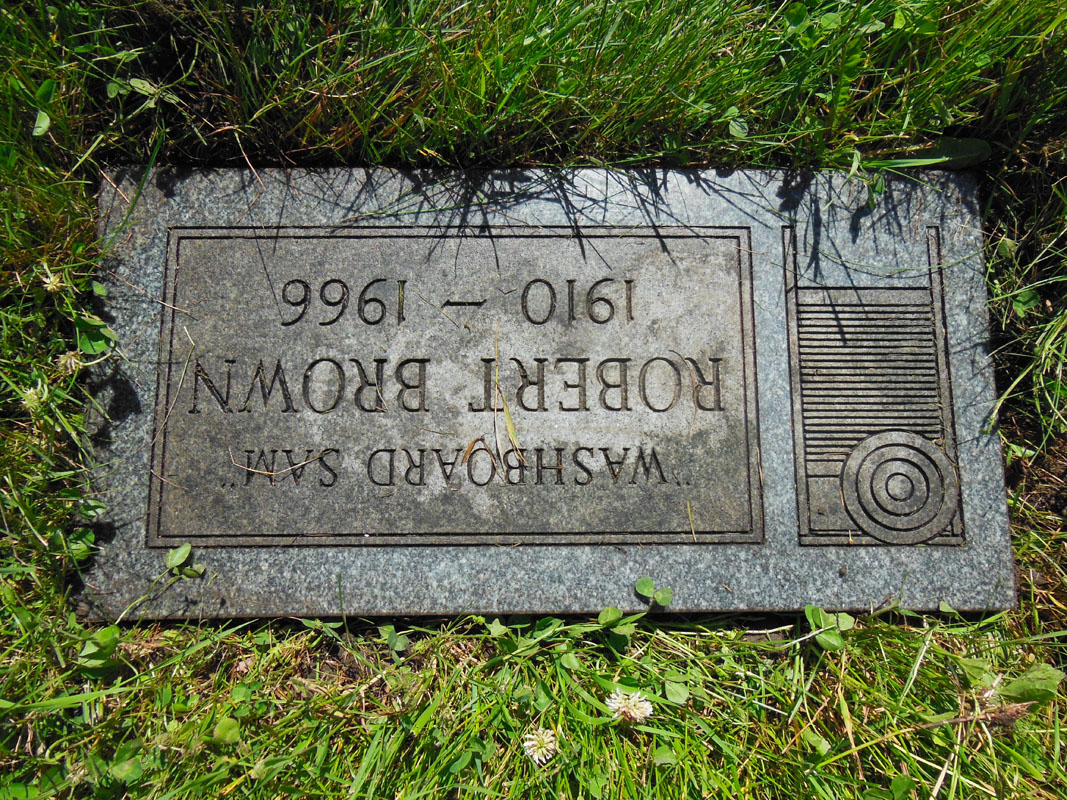 "WASHBOARD SAM"
ROBERT BROWN
1910 – 1966